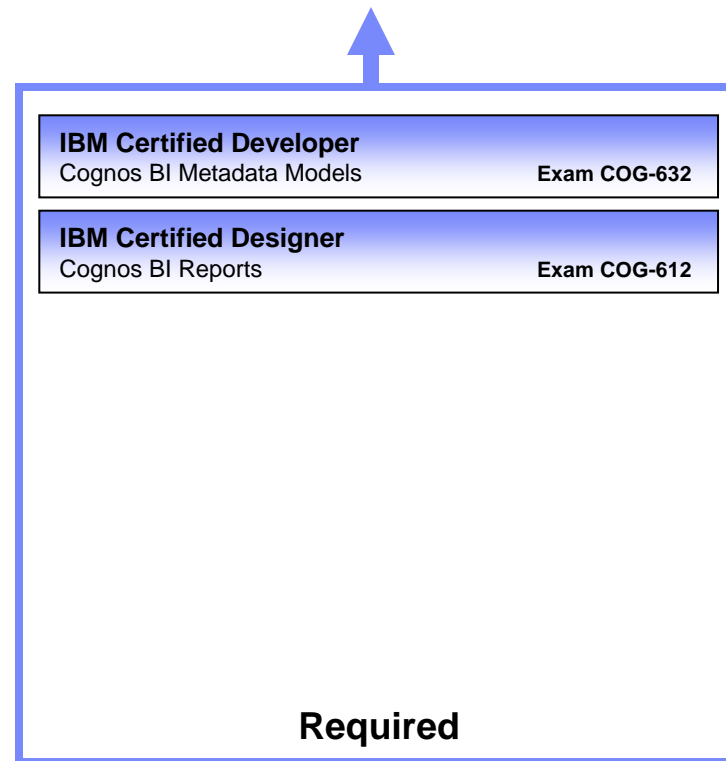 IBM Certified Developer
Cognos BI Metadata Models Exam COG-632
IBM Certified Designer
Cognos BI Reports Exam COG-612
Required